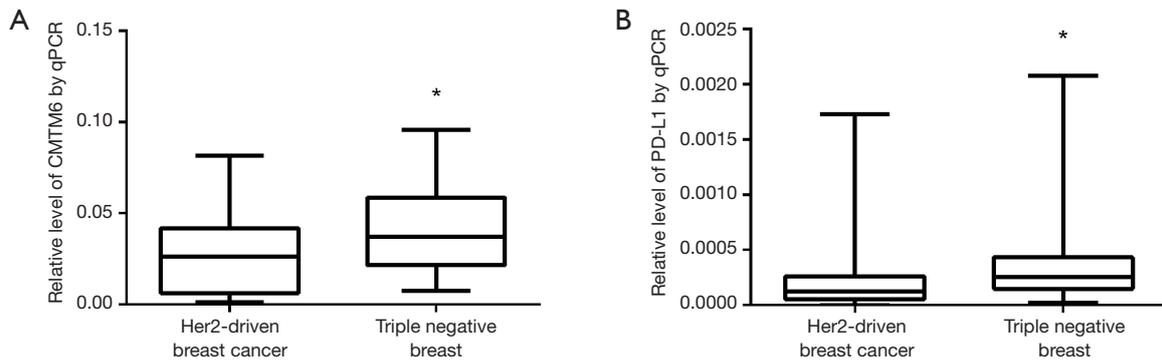 A
Relative level of CMTM6 by qPCR
0.15
0.10
0.05
0.00
*
Her2-driven
breast cancer
Triple negative
breast
B
Relative level of PD-L1 by qPCR
0.0025
0.0020
0.0015
0.0010
0.0005
0.0000
*
Her2-driven
breast cancer
Triple negative
breast